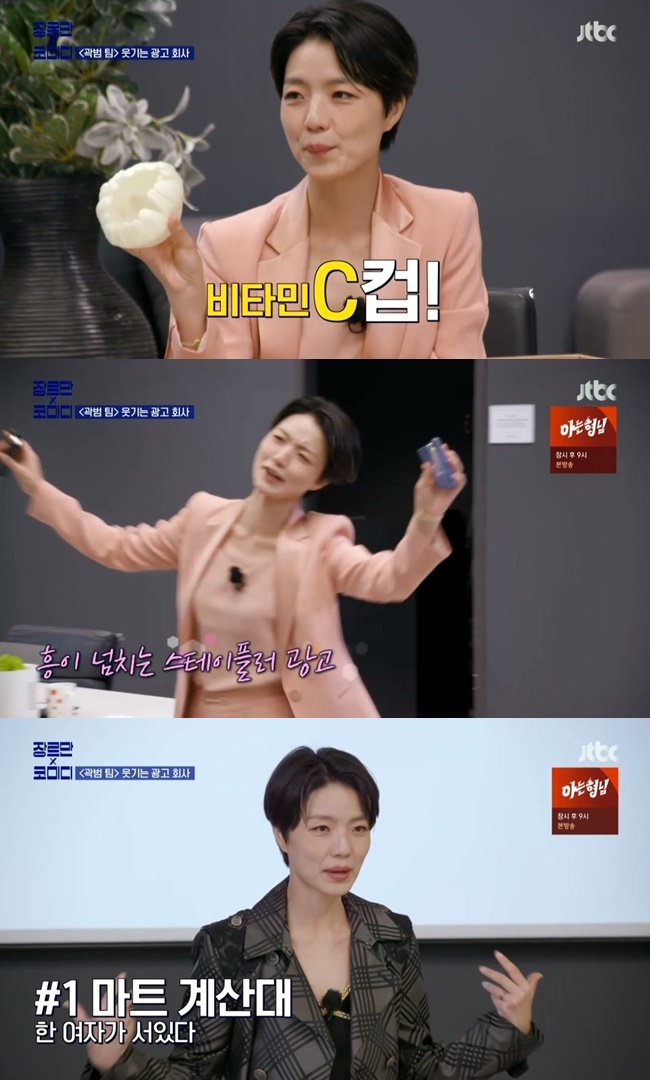 장르만
코미디 <곽범 팀> 웃기는 광고 회사
jtbc
비타민C컵!
장르만
×
코미디 <곽범 팀> 웃기는 광고 회사
jtbc
아는형님
잠시 후 9시
본방송
흥이 넘치는 스테이플러 광고
장르만
×
코미디 <곽범 팀> 웃기는 광고 회사
jtbc
아는형님
잠시 후 9시
본방송
#1 마트 계산대
한 여자가 서있다